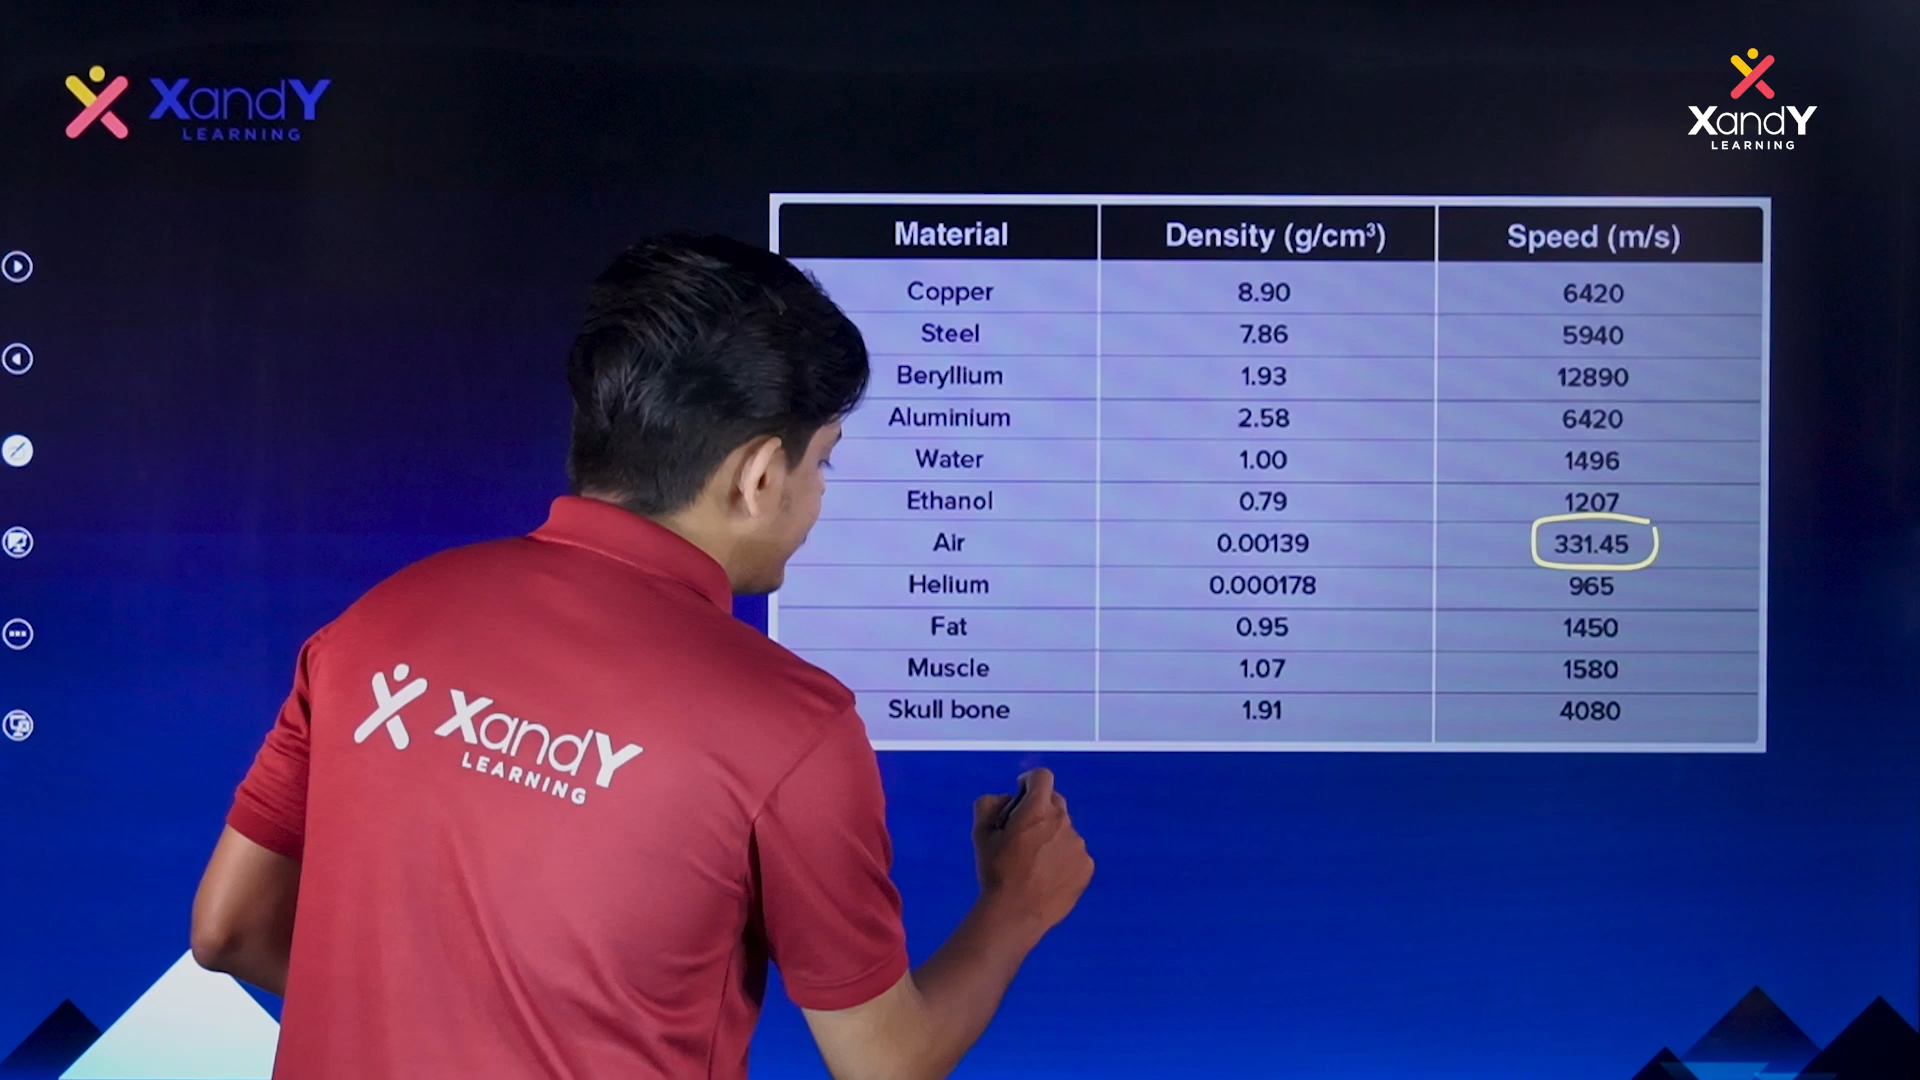 XandY
LEARNING
XandY
LEARNING
Material Density (g/cm³) Speed (m/s)
Copper 8.90 6420
Steel 7.86 5940
Beryllium 1.93 12890
Aluminium 2.58 6420
Water 1.00 1496
Ethanol 0.79 1207
Air 0.00139 331.45
Helium 0.000178 965
Fat 0.95 1450
Muscle 1.07 1580
Skull bone 1.91 4080
XandY
LEARNING